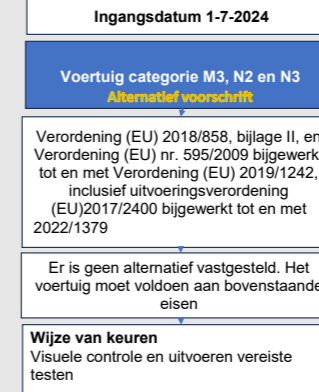 Ingangsdatum 1-7-2024
Voertuig categorie M3, N2 en N3
Alternatief voorschrift
Verordening (EU) 2018/858, bijlage II, en
Verordening (EU) nr. 595/2009 bijgewerk
tot en met Verordening (EU) 2019/1242,
inclusief uitvoeringsverordening
(EU)2017/2400 bijgewerkt tot en met
2022/1379
Er is geen alternatief vastgesteld. Het
voertuig moet voldoen aan bovenstaande
eisen
Wijze van keuren
Visuele controle en uitvoeren vereiste
testen